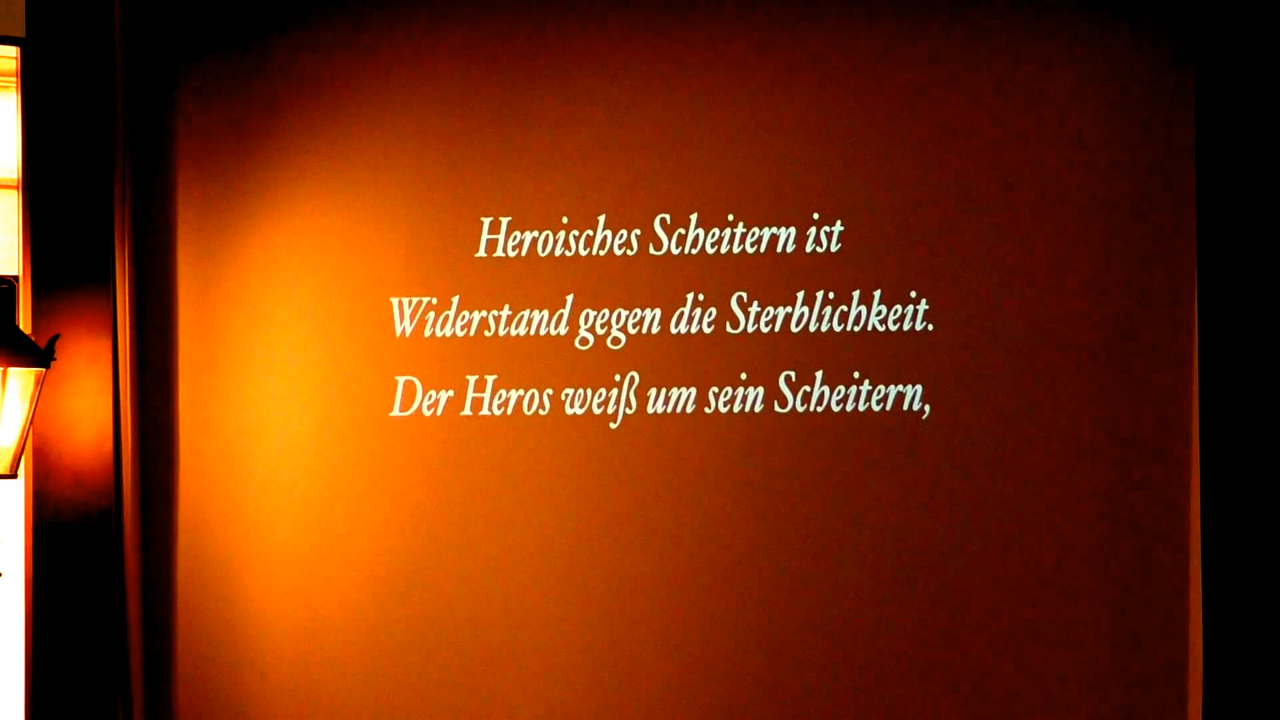 Heroisches Scheitern ist
Widerstand gegen die Sterblichkeit.
Der Heros weiß um sein Scheitern,